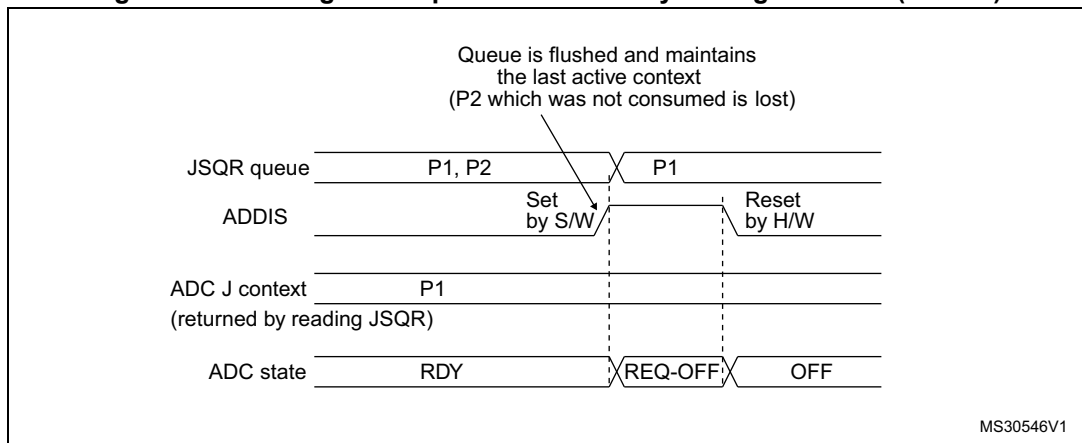 Queue is flushed and maintains
the last active context
(P2 which was not consumed is lost)
JSQR queue
P1, P2
P1
ADDIS
Set
by S/W
Reset
by H/W
ADC J context
(returned by reading JSQR)
P1
ADC state
RDY
REQ-OFF
OFF
MS30546V1